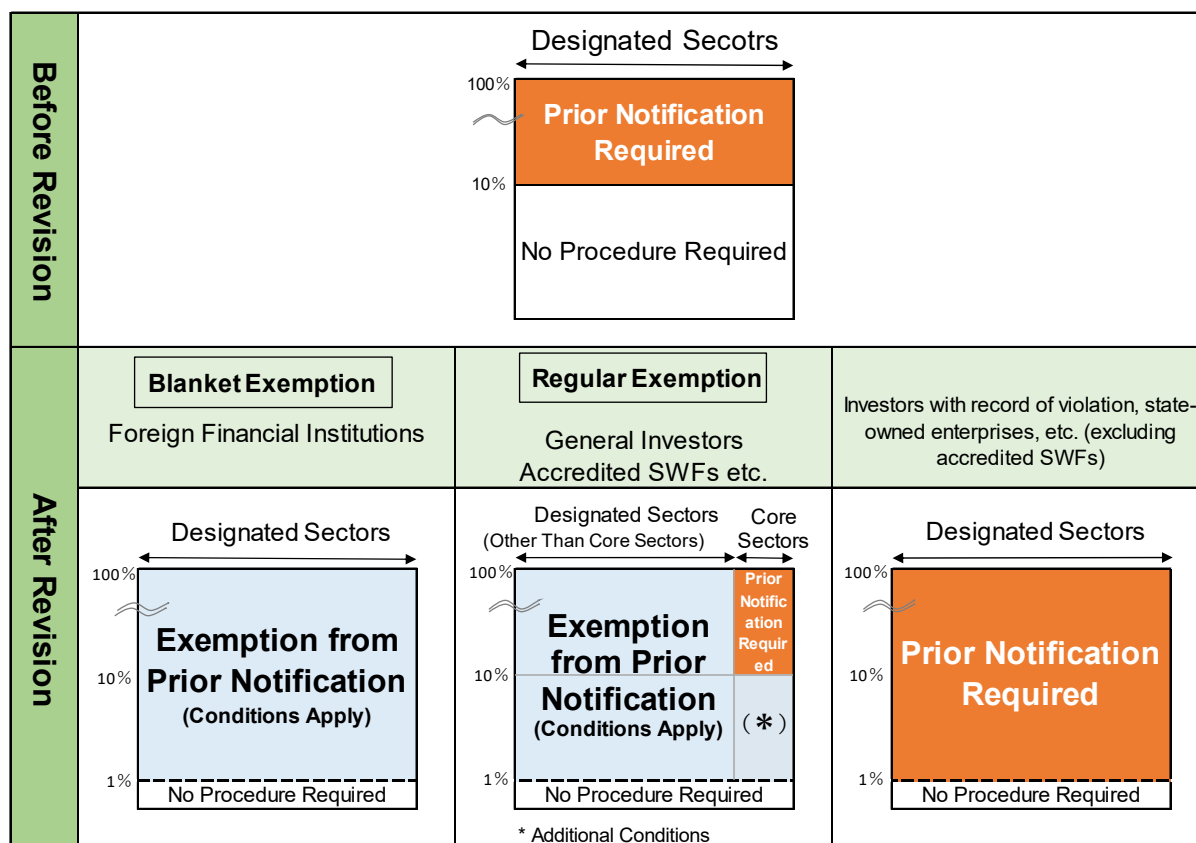 Before Revision
Designated Secotrs
100%
Prior Notification
Required
10%
No Procedure Required
After Revision
Blanket Exemption
Foreign Financial Institutions
Regular Exemption
General Investors
Accredited SWFs etc.
Investors with record of violation, state-
owned enterprises, etc. (excluding
accredited SWFs)
Designated Sectors
100%
Exemption from
Prior Notification
(Conditions Apply)
10%
1%
No Procedure Required
Designated Sectors
(Other Than Core Sectors)
Core
Sectors
100%
Exemption
from Prior
Notification
(Conditions Apply)
Prior
Notific
ation
Requir
ed
10%
(*)
1%
No Procedure Required
* Additional Conditions
Designated Sectors
100%
Prior Notification
Required
10%
1%
No Procedure Required